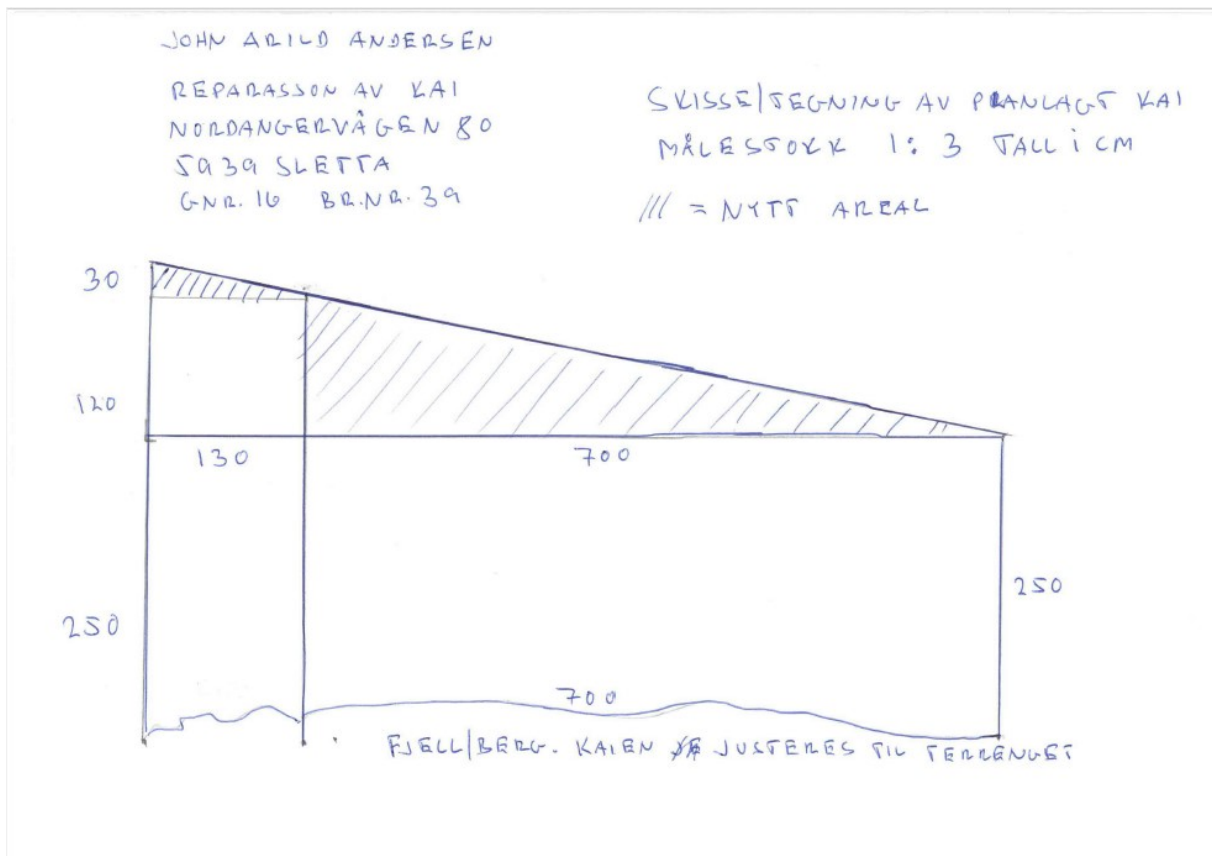 JOHN ARILD ANDERSEN
REPARASSON AV KAI
NORDANGERVÅGEN 80
5939 SLETTA
GNR. 16 BR.NR. 39
SKISSE/TEGNING AV PLANLAGT KAI
MÅLESTOKK 1:3 TALL i CM
/// = NYTT AREAL
30
120
130
700
250
250
700
FJELL/BERG. KAIEN JUSTERES TIL TERRENGET